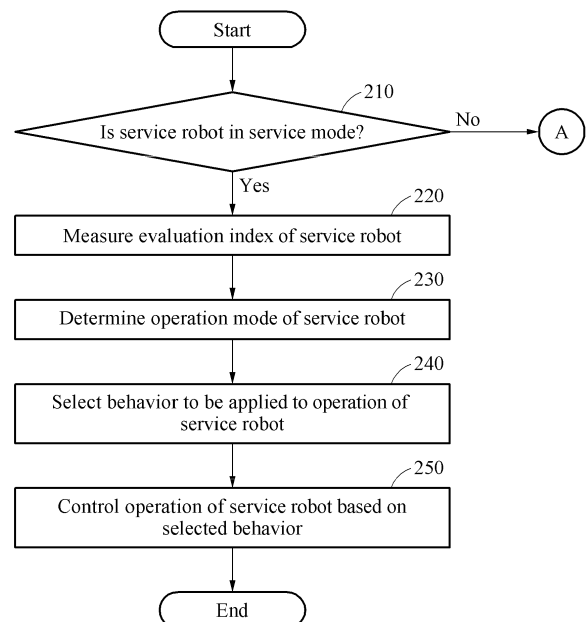 Start
210
Is service robot in service mode?
No
A
Yes
220
Measure evaluation index of service robot
230
Determine operation mode of service robot
240
Select behavior to be applied to operation of
service robot
250
Control operation of service robot based on
selected behavior
End